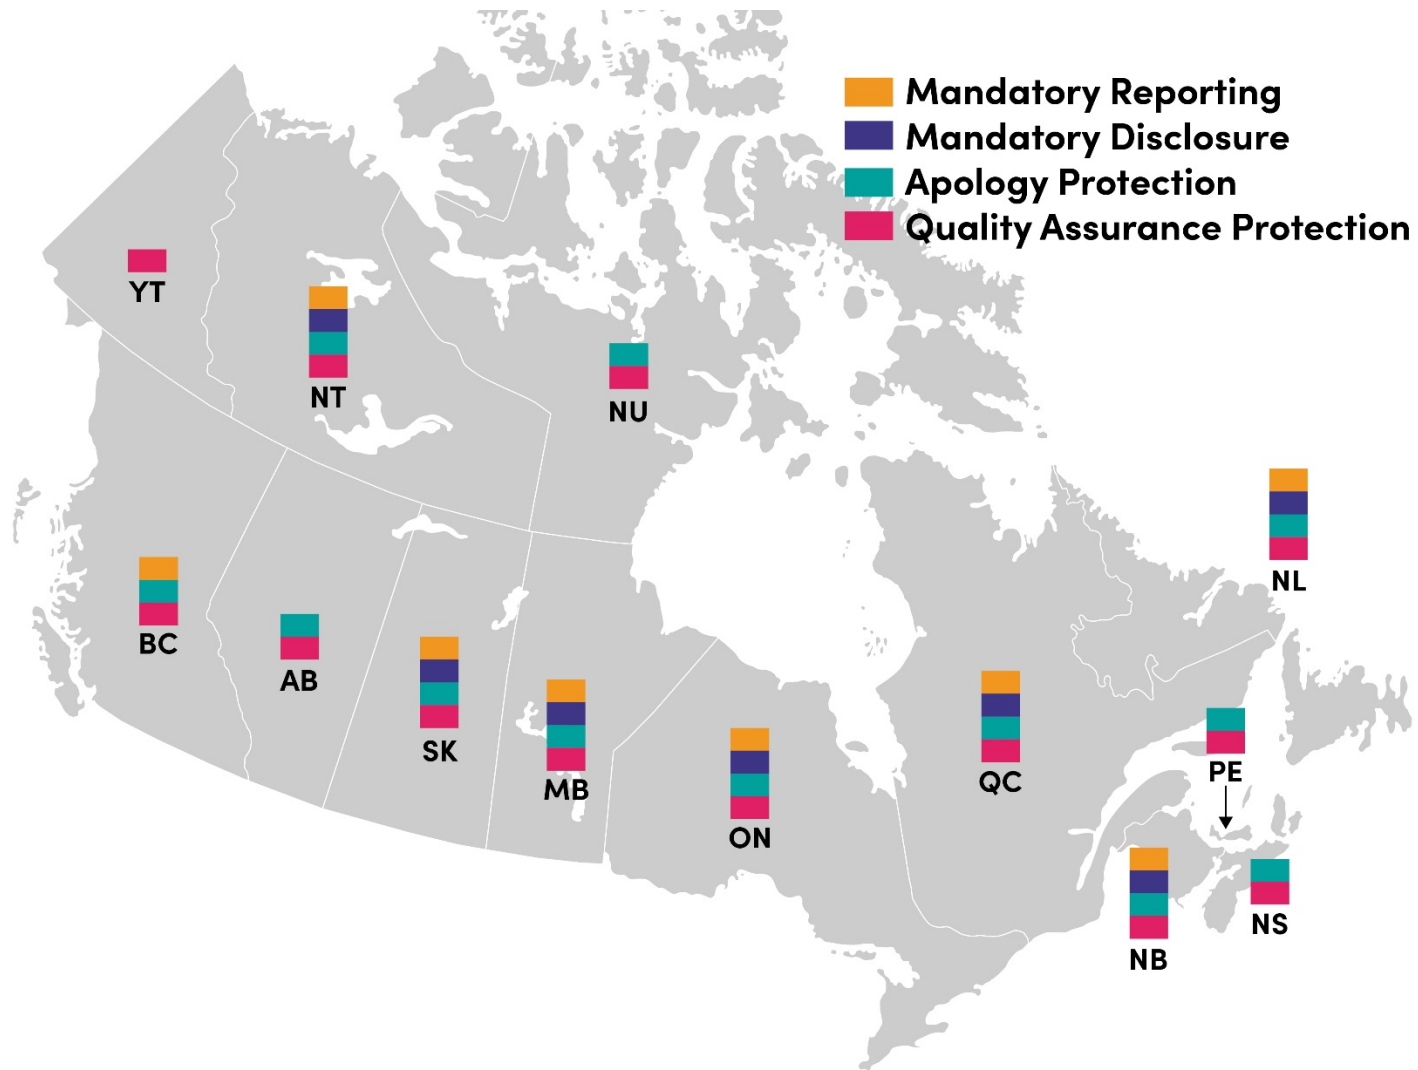 Mandatory Reporting
Mandatory Disclosure
Apology Protection
Quality Assurance Protection
YT
NT
NU
NL
BC
AB
SK
MB
ON
QC
PE
NS
NB